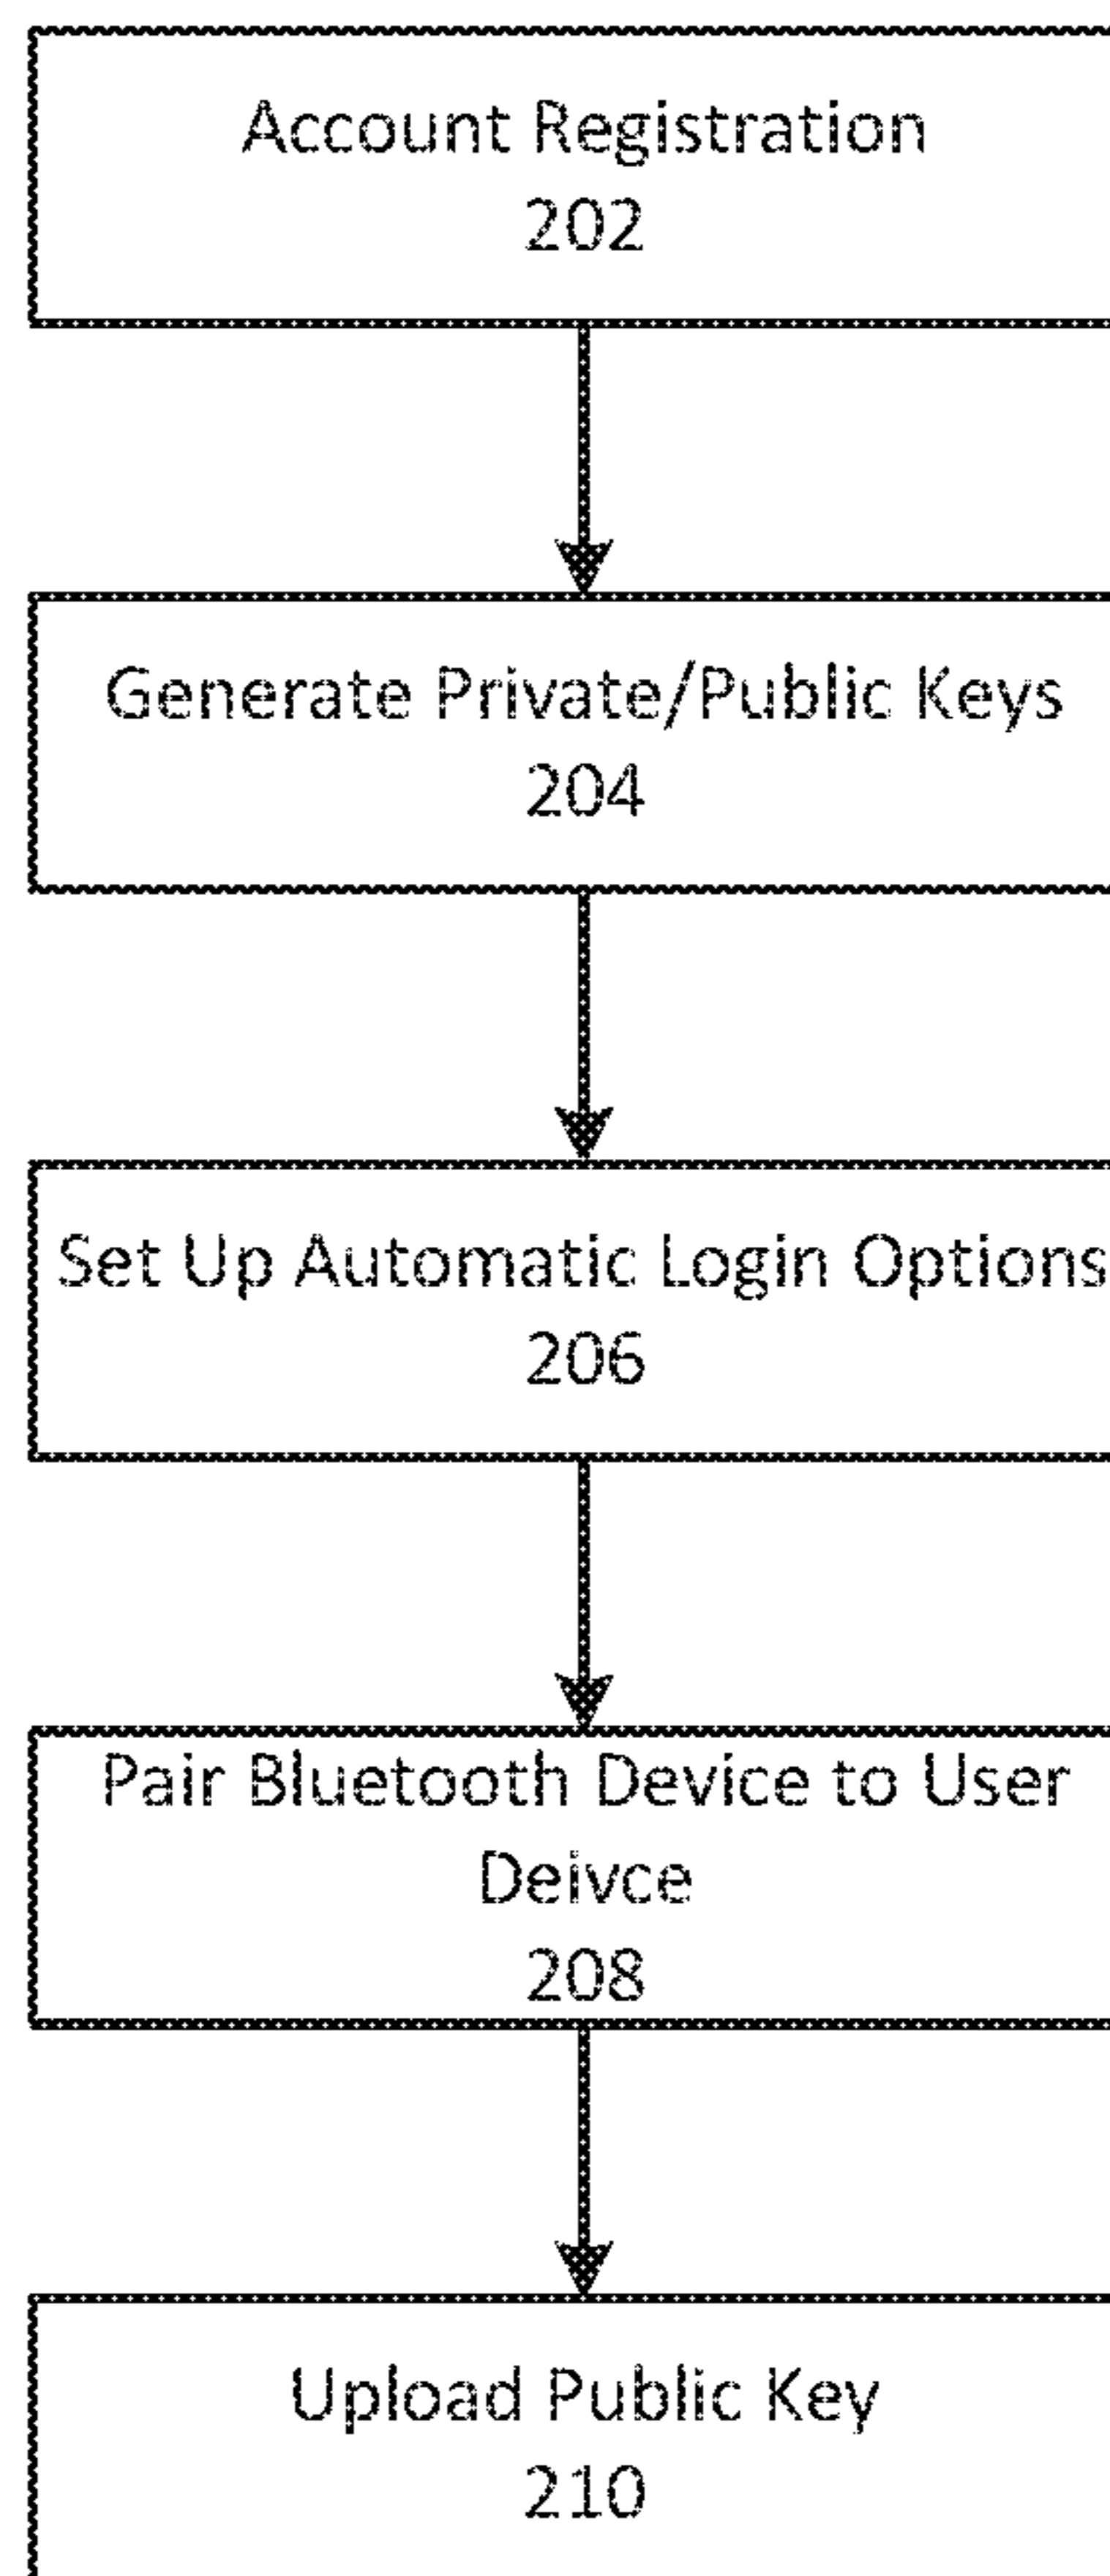 Account Registration
202
Generate Private/Public Keys
204
Set Up Automatic Login Options
206
Pair Bluetooth Device to User
Deivce
208
Upload Public Key
210